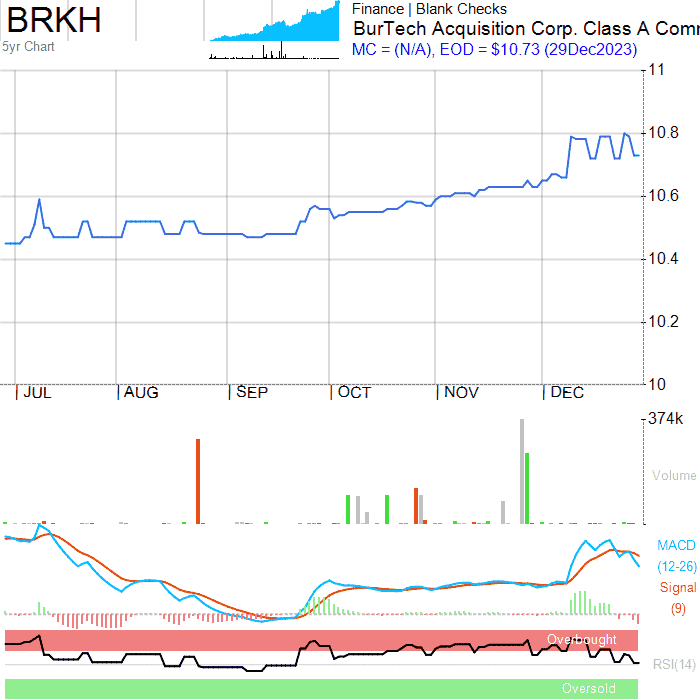 BRKH
5yr Chart
Finance | Blank Checks
BurTech Acquisition Corp. Class A Comm
MC = (N/A), EOD = $10.73 (29Dec2023)
11
10.8
10.6
10.4
10.2
10
JUL AUG SEP OCT NOV DEC
374k
Volume
MACD
(12-26)
Signal
(9)
Overbought
RSI(14)
Oversold